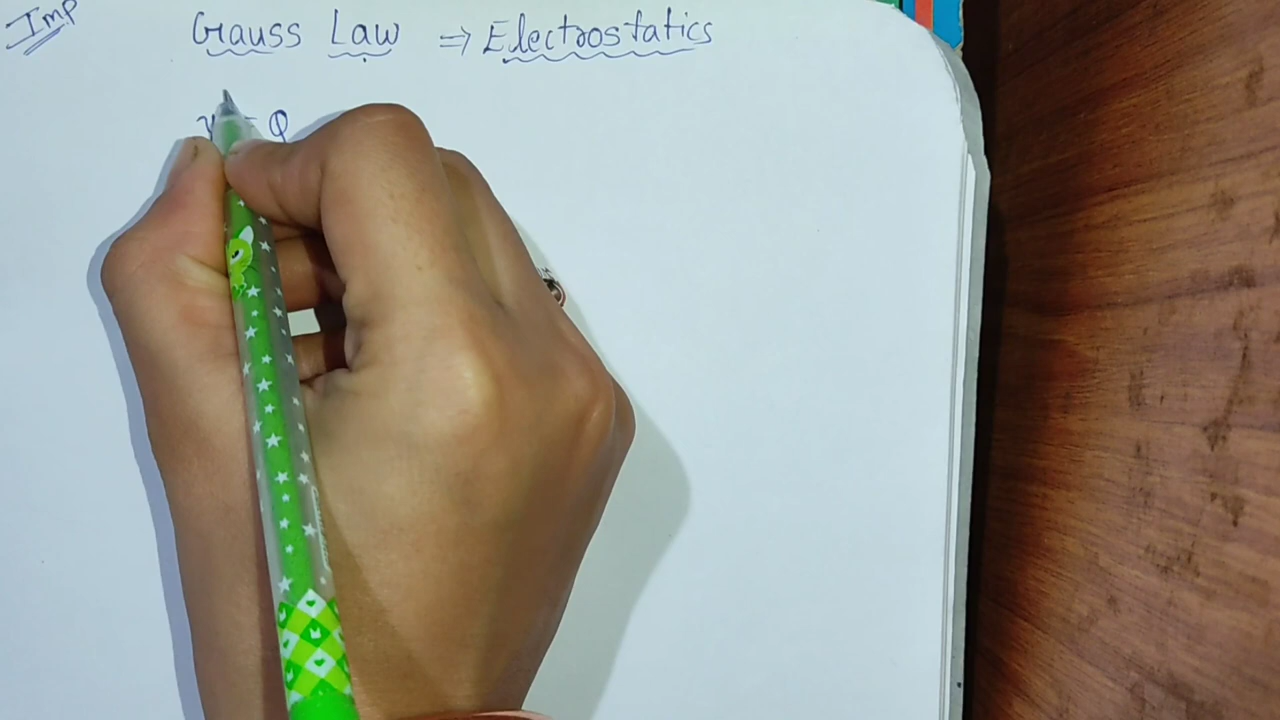 Imp
Gauss Law ⇒ Electrostatics
= Q